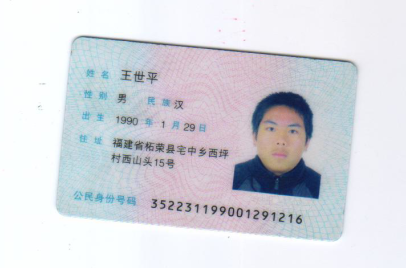 姓名 王世平
性别 男 民族 汉
出生 1990 年 1 月 29 日
住址 福建省柘荣县宅中乡西坪
村西山头15号
公民身份号码 352231199001291216